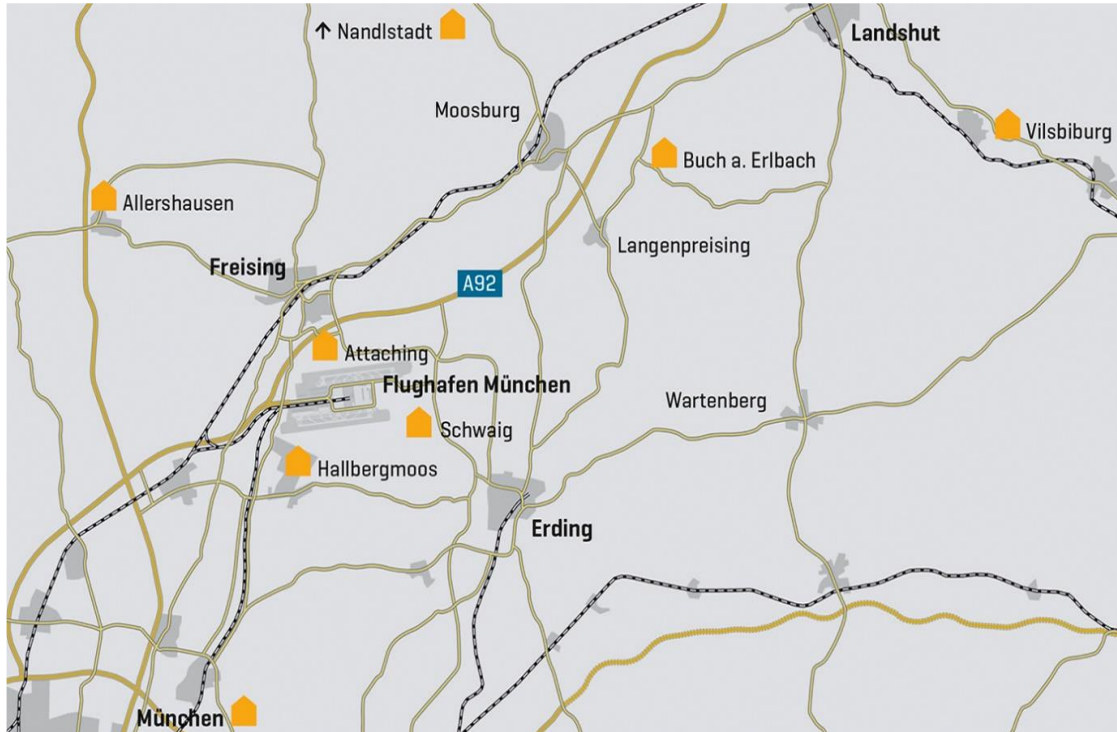 ↑ Nandlstadt
Landshut
Moosburg
Vilsbiburg
Buch a. Erlbach
Allershausen
Langenpreising
Freising
A92
Attaching
Flughafen München
Wartenberg
Schwaig
Hallbergmoos
Erding
München